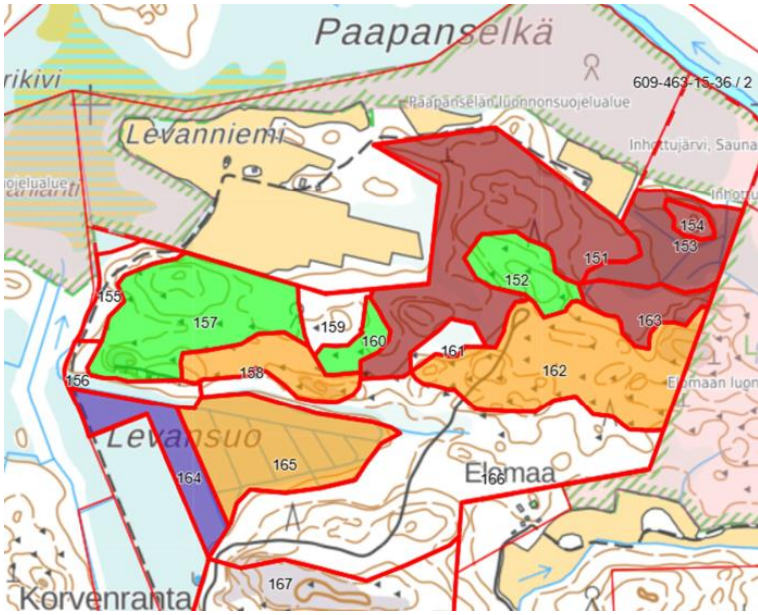 Paapanselkä
rikivi
609-463-15-36 / 2
Paapanselän luonnonsuojelualue
Levanniemi
Inhottujärvi, Sauna
ojelualue
Inhottu
154
151
153
152
155
157
159
163
160
161
158
162
156
Elomaan luon
Levansuo
165
164
Elomaa
166
167
Korvenranta